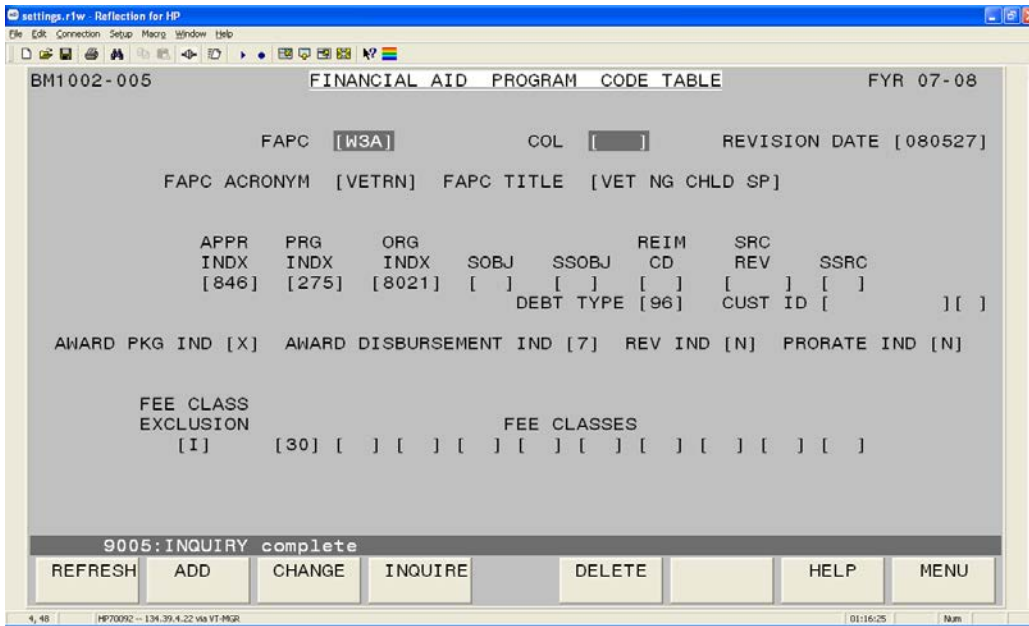 settings.r1w - Reflection for HP
File Edit Connection Setup Macro Window Help
BM1002-005 FINANCIAL AID PROGRAM CODE TABLE FYR 07-08
FAPC [W3A] COL [ ] REVISION DATE [080527]
FAPC ACRONYM [VETRN] FAPC TITLE [VET NG CHLD SP]
APPR PRG ORG REIM SRC
INDX INDX INDX SOBJ SSOBJ CD REV SSRC
[846] [275] [8021] [ ] [ ] [ ] [ ] [ ]
DEBT TYPE [96] CUST ID [ ][ ]
AWARD PKG IND [X] AWARD DISBURSEMENT IND [7] REV IND [N] PRORATE IND [N]
FEE CLASS
EXCLUSION FEE CLASSES
[I] [30] [ ] [ ] [ ] [ ] [ ] [ ] [ ] [ ] [ ]
9005:INQUIRY complete
REFRESH ADD CHANGE INQUIRE DELETE HELP MENU
4, 48 HP70092 -- 134.39.4.22 via VT-MGR 01:16:25 Num